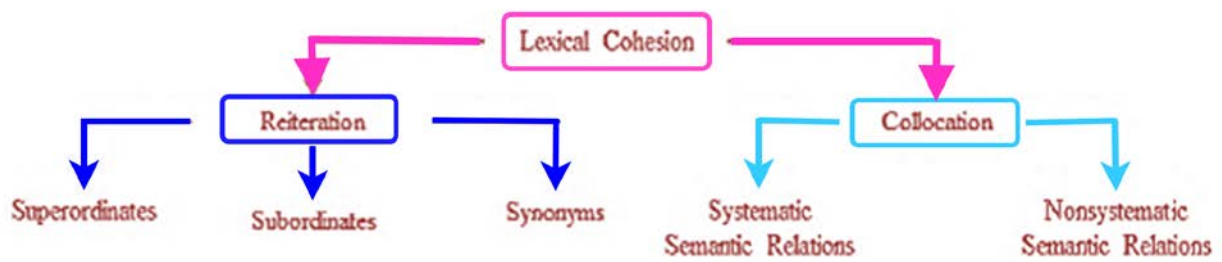 Lexical Cohesion
Reiteration
Collocation
Superordinates
Subordinates
Synonyms
Systematic
Semantic Relations
Nonsystematic
Semantic Relations